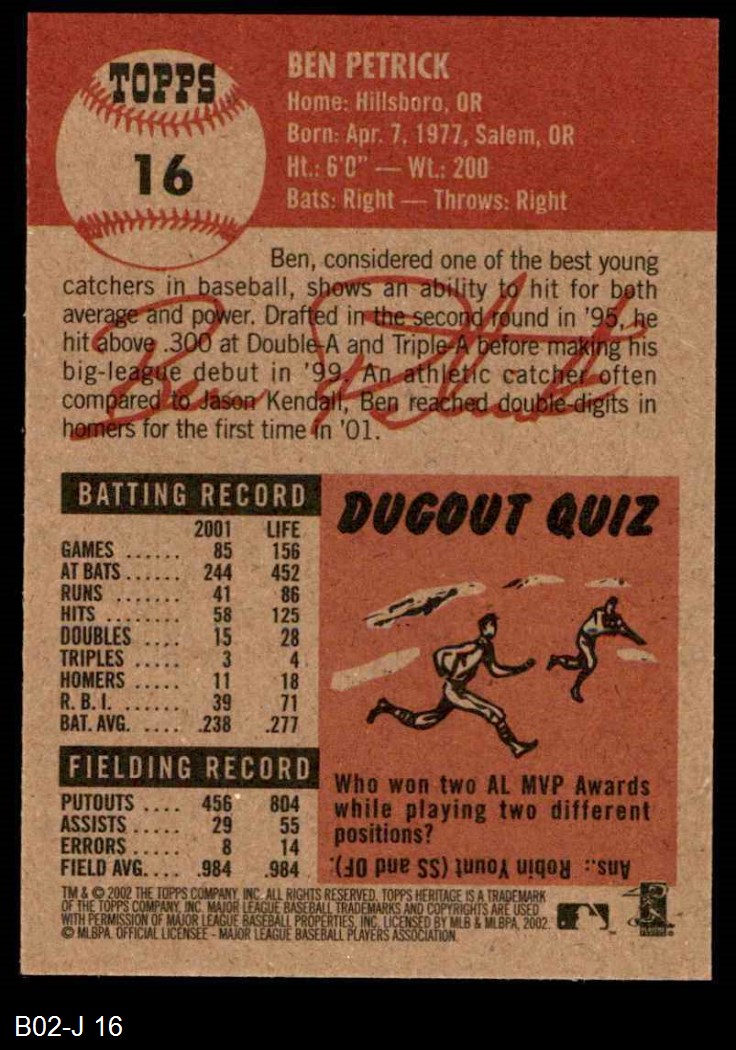 TOPPS
16
BEN PETRICK
Home: Hillsboro, OR
Born: Apr. 7, 1977, Salem, OR
Ht.: 6'0" — Wt.: 200
Bats: Right — Throws: Right
Ben, considered one of the best young
catchers in baseball, shows an ability to hit for both
average and power. Drafted in the second round in '95, he
hit above .300 at Double-A and Triple-A before making his
big-league debut in '99. An athletic catcher often
compared to Jason Kendall, Ben reached double-digits in
homers for the first time in '01.
Ben Petrick
BATTING RECORD
2001 LIFE
GAMES ...... 85 156
AT BATS ...... 244 452
RUNS ....... 41 86
HITS ........ 58 125
DOUBLES .... 15 28
TRIPLES ..... 3 4
HOMERS ..... 11 18
R. B. I. ...... 39 71
BAT. AVG. .... .238 .277
FIELDING RECORD
PUTOUTS .... 456 804
ASSISTS ..... 29 55
ERRORS ..... 8 14
FIELD AVG. ... .984 .984
DUGOUT QUIZ
Who won two AL MVP Awards
while playing two different
positions?
Ans.: Robin Yount (SS and OF).
TM & © 2002 THE TOPPS COMPANY, INC. ALL RIGHTS RESERVED. TOPPS HERITAGE IS A TRADEMARK
OF THE TOPPS COMPANY, INC. MAJOR LEAGUE BASEBALL TRADEMARKS AND COPYRIGHTS ARE USED
WITH PERMISSION OF MAJOR LEAGUE BASEBALL PROPERTIES, INC. LICENSED BY MLB & MLBPA, 2002.
© MLBPA. OFFICIAL LICENSEE - MAJOR LEAGUE BASEBALL PLAYERS ASSOCIATION.
B02-J 16